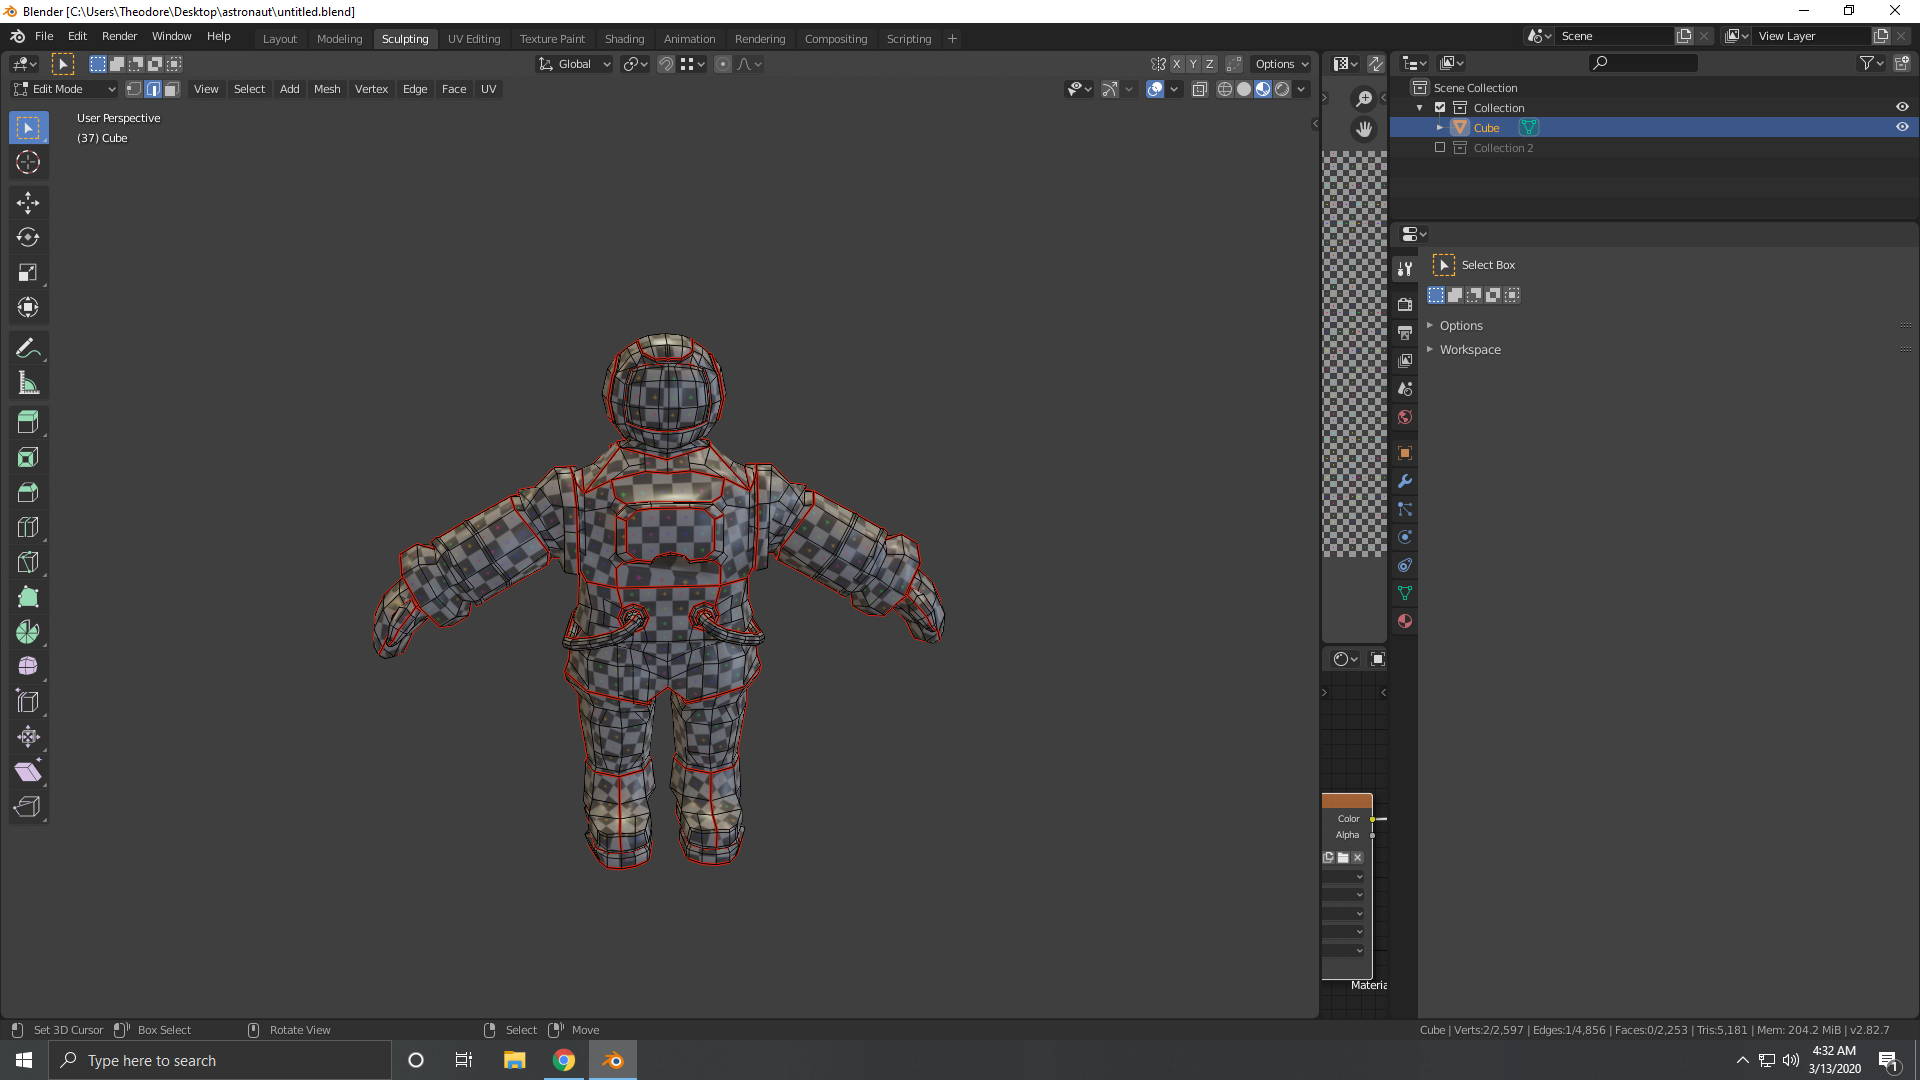 Blender [C:\Users\Theodore\Desktop\astronaut\untitled.blend]
File Edit Render Window Help Layout Modeling Sculpting UV Editing Texture Paint Shading Animation Rendering Compositing Scripting + Scene View Layer
Global X Y Z Options
Edit Mode View Select Add Mesh Vertex Edge Face UV
User Perspective
(37) Cube
Scene Collection
Collection
Cube
Collection 2
Select Box
Options
Workspace
Color
Alpha
Materia
Set 3D Cursor Box Select Rotate View Select Move Cube | Verts:2/2,597 | Edges:1/4,856 | Faces:0/2,253 | Tris:5,181 | Mem: 204.2 MiB | v2.82.7
Type here to search
4:32 AM
3/13/2020
1